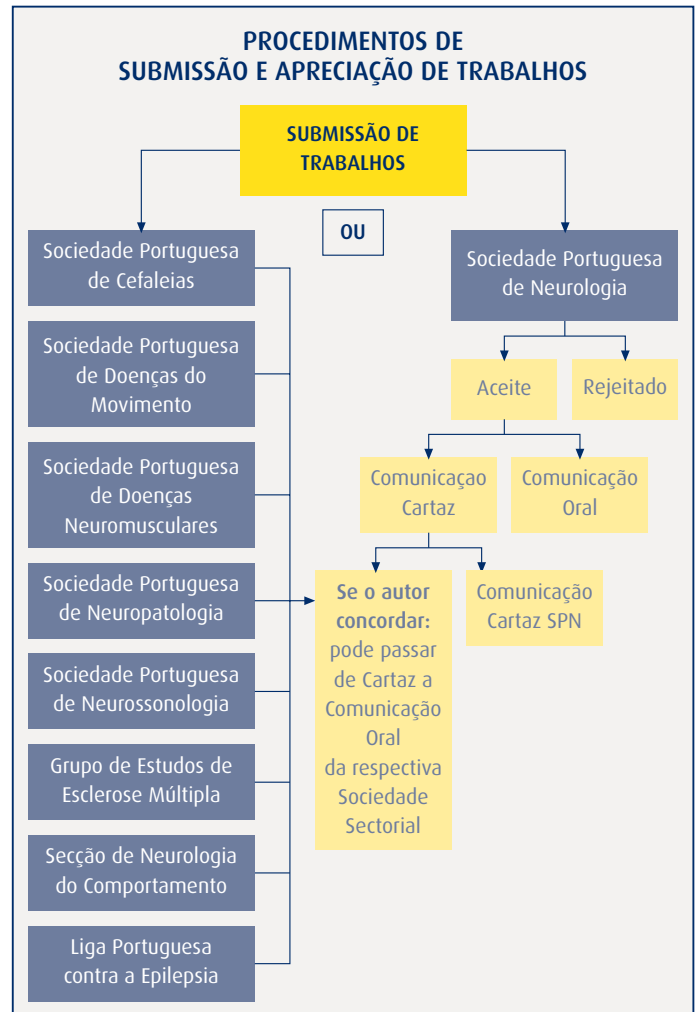 PROCEDIMENTOS DE
SUBMISSÃO E APRECIAÇÃO DE TRABALHOS
SUBMISSÃO DE
TRABALHOS
OU
Sociedade Portuguesa
de Cefaleias
Sociedade Portuguesa
de Doenças do
Movimento
Sociedade Portuguesa
de Doenças
Neuromusculares
Sociedade Portuguesa
de Neuropatologia
Sociedade Portuguesa
de Neurossonologia
Grupo de Estudos de
Esclerose Múltipla
Secção de Neurologia
do Comportamento
Liga Portuguesa
contra a Epilepsia
Sociedade Portuguesa
de Neurologia
Aceite
Rejeitado
Comunicaçao
Cartaz
Comunicação
Oral
Se o autor
concordar:
pode passar
de Cartaz a
Comunicação
Oral
da respectiva
Sociedade
Sectorial
Comunicação
Cartaz SPN